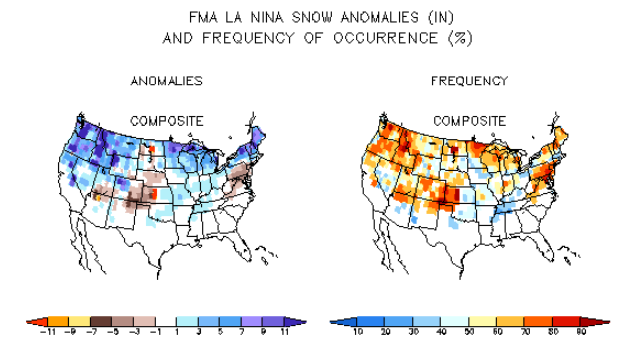 FMA LA NINA SNOW ANOMALIES (IN)
AND FREQUENCY OF OCCURRENCE (%)
ANOMALIES
FREQUENCY
COMPOSITE
COMPOSITE
-11 -9 -7 -5 -3 -1 1 3 5 7 9 11
10 20 30 40 50 60 70 80 90